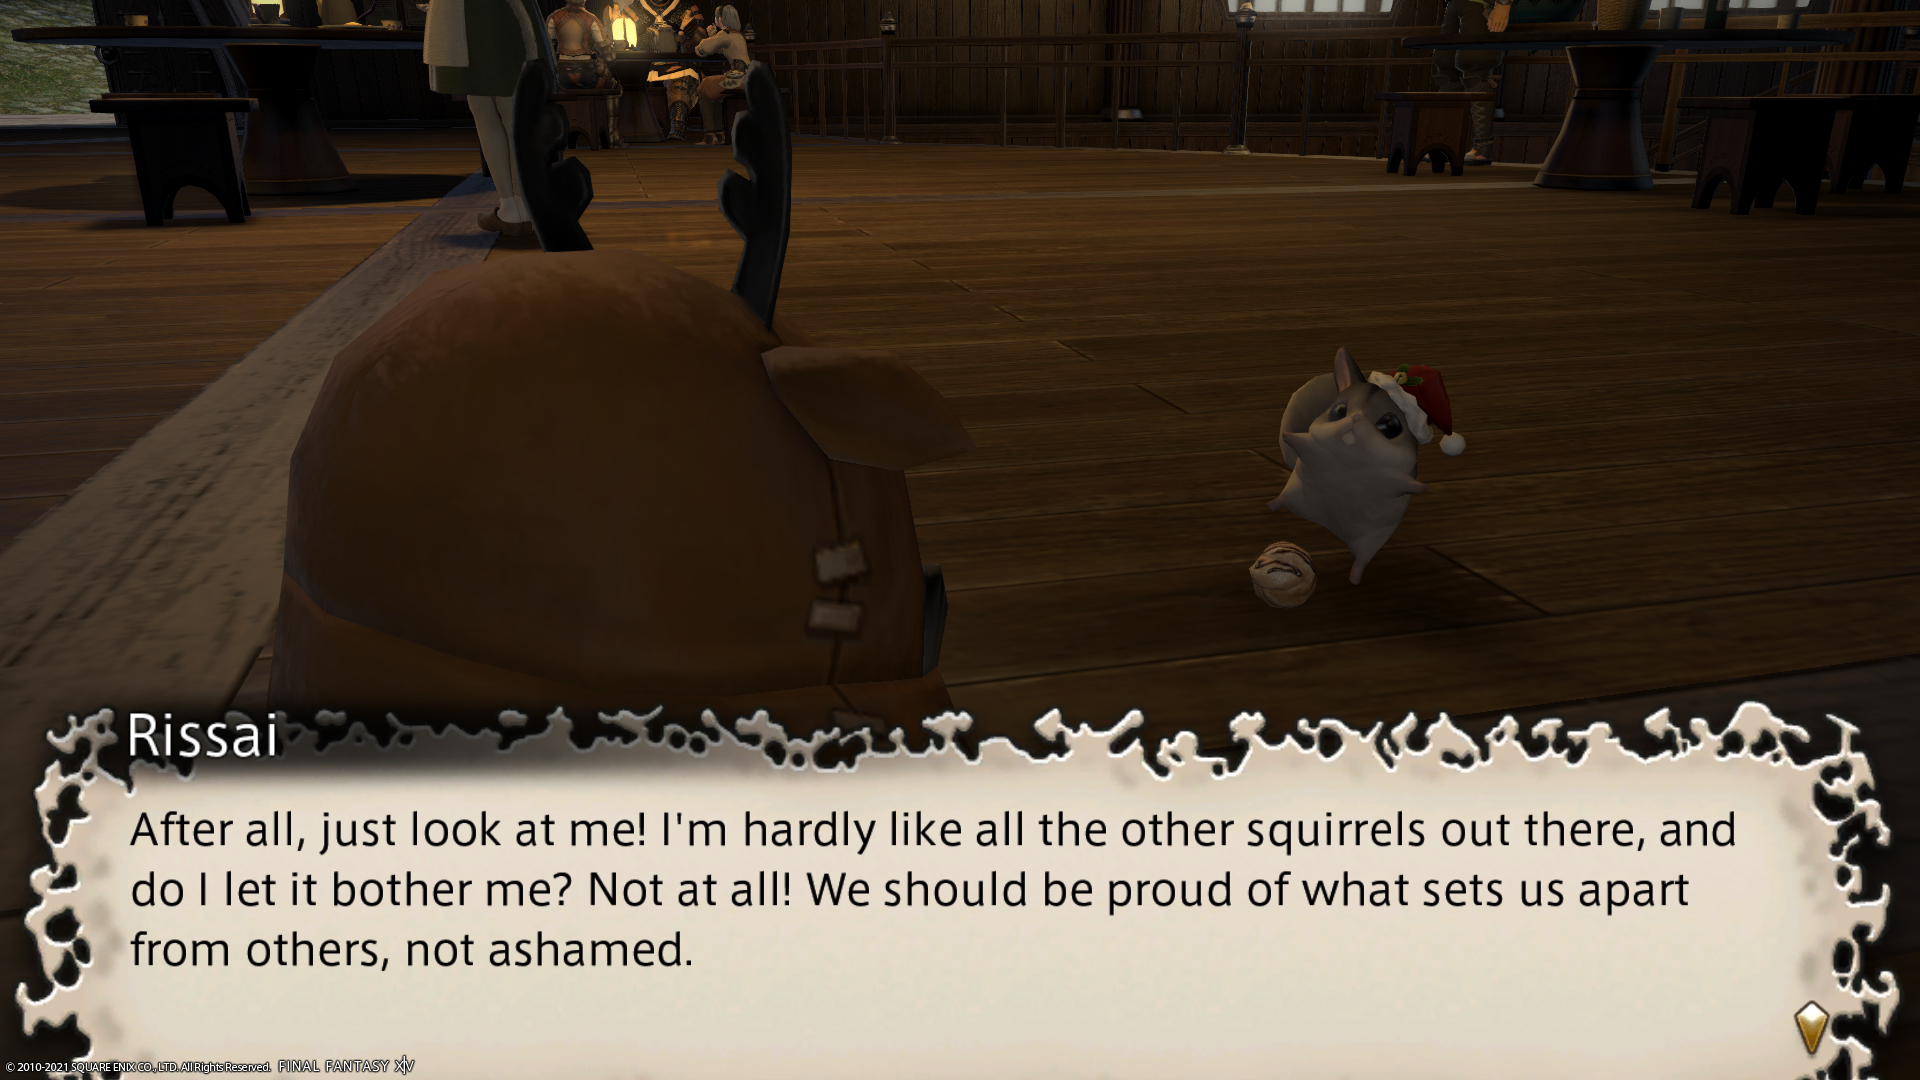 Rissai
After all, just look at me! I'm hardly like all the other squirrels out there, and
do I let it bother me? Not at all! We should be proud of what sets us apart
from others, not ashamed.
© 2010-2021 SQUARE ENIX CO., LTD. All Rights Reserved. FINAL FANTASY XIV